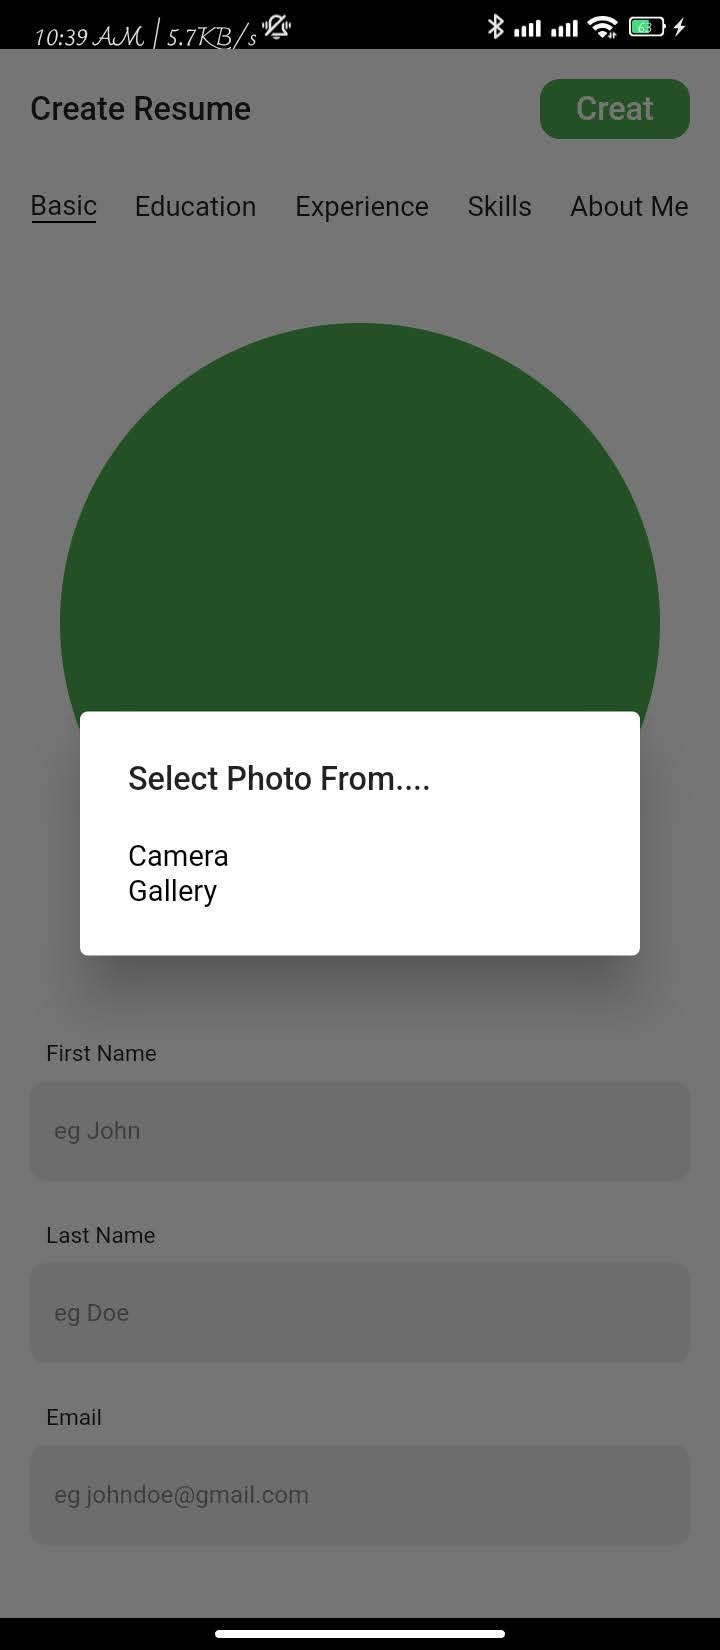 10:39 AM | 5.7KB/s 63
Create Resume Creat
Basic Education Experience Skills About Me
Select Photo From....
Camera
Gallery
First Name
eg John
Last Name
eg Doe
Email
eg johndoe@gmail.com